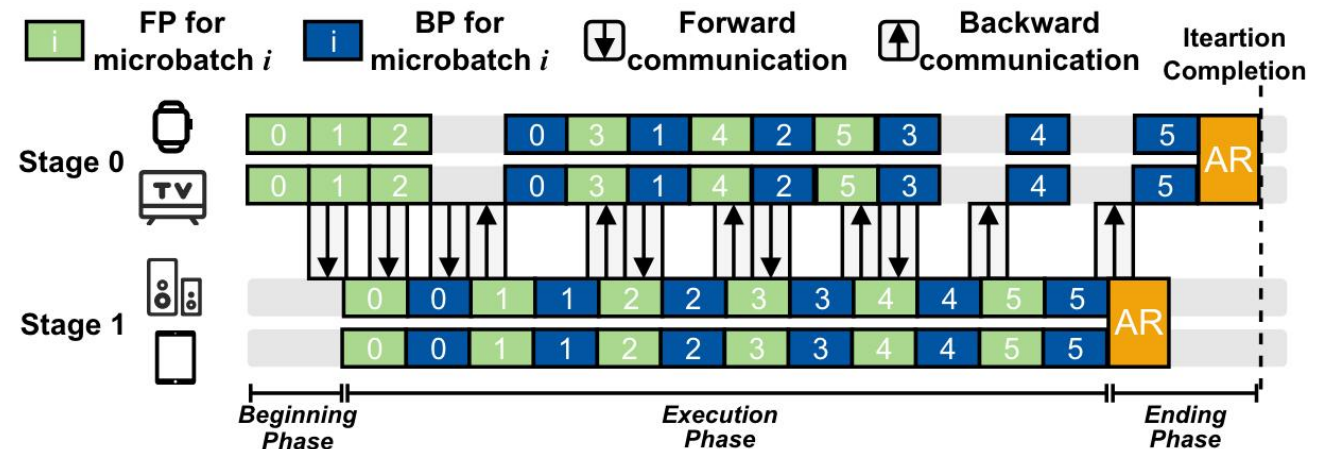 i FP for microbatch i
i BP for microbatch i
Forward communication
Backward communication
Iteartion Completion
Stage 0
TV
0 1 2 0 3 1 4 2 5 3 4 5
0 1 2 0 3 1 4 2 5 3 4 5
AR
Stage 1
0 0 1 1 2 2 3 3 4 4 5 5
0 0 1 1 2 2 3 3 4 4 5 5
AR
Beginning Phase
Execution Phase
Ending Phase